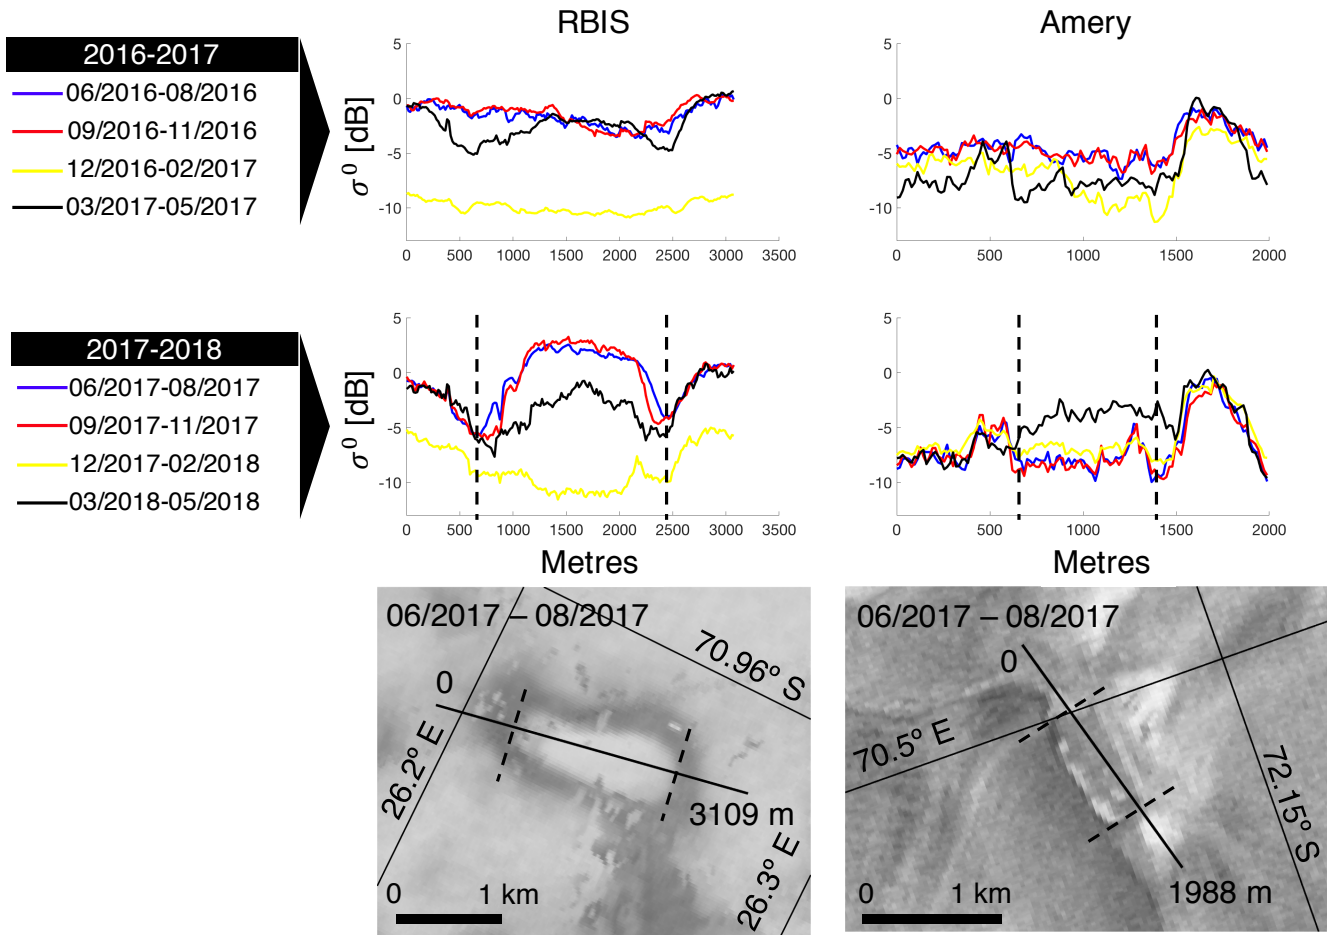 RBIS
Amery
2016-2017
06/2016-08/2016
09/2016-11/2016
12/2016-02/2017
03/2017-05/2017
σ⁰ [dB]
5
0
-5
-10
0 500 1000 1500 2000 2500 3000 3500
5
0
-5
-10
0 500 1000 1500 2000
2017-2018
06/2017-08/2017
09/2017-11/2017
12/2017-02/2018
03/2018-05/2018
σ⁰ [dB]
5
0
-5
-10
0 500 1000 1500 2000 2500 3000 3500
Metres
5
0
-5
-10
0 500 1000 1500 2000
Metres
06/2017 – 08/2017
70.96º S
0
26.2º E
3109 m
26.3º E
0 1 km
06/2017 – 08/2017
0
70.5º E
72.15º S
1988 m
0 1 km